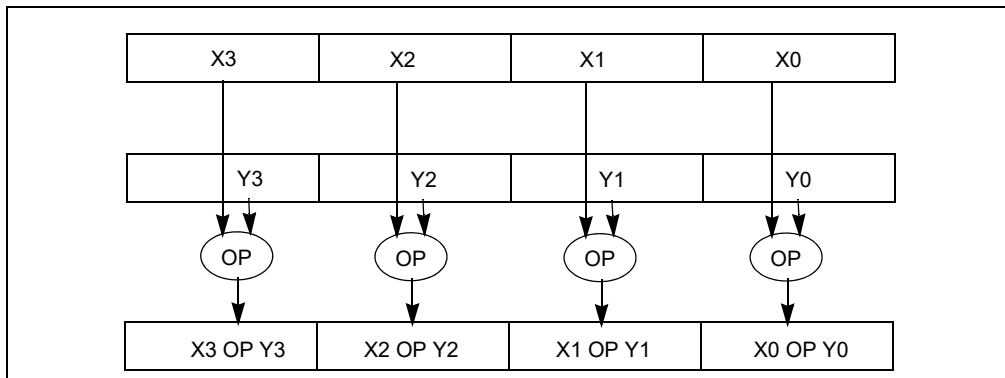 X3 X2 X1 X0
Y3 Y2 Y1 Y0
OP OP OP OP
X3 OP Y3 X2 OP Y2 X1 OP Y1 X0 OP Y0